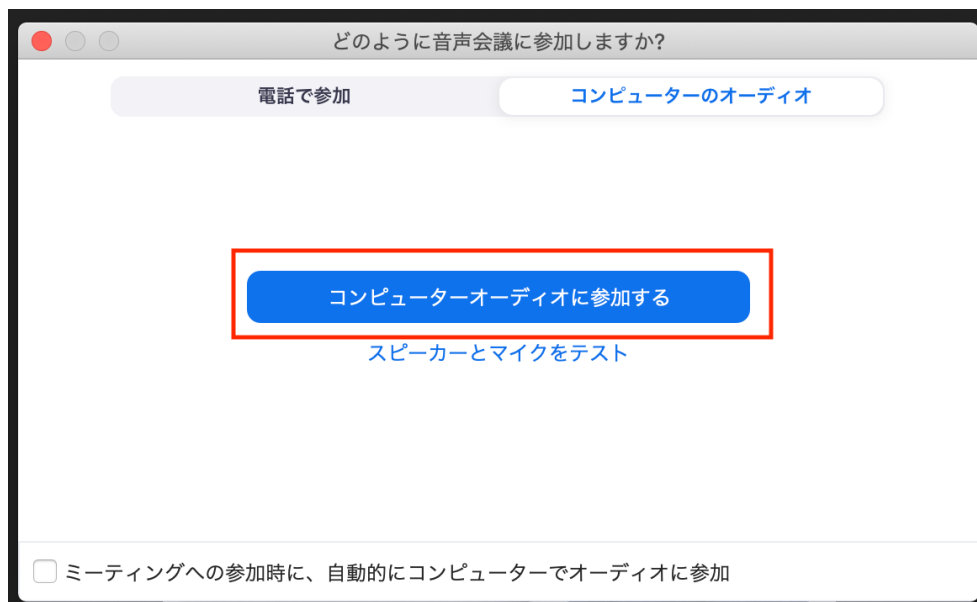 どのように音声会議に参加しますか?
電話で参加
コンピューターのオーディオ
コンピューターオーディオに参加する
スピーカーとマイクをテスト
ミーティングへの参加時に、自動的にコンピューターでオーディオに参加